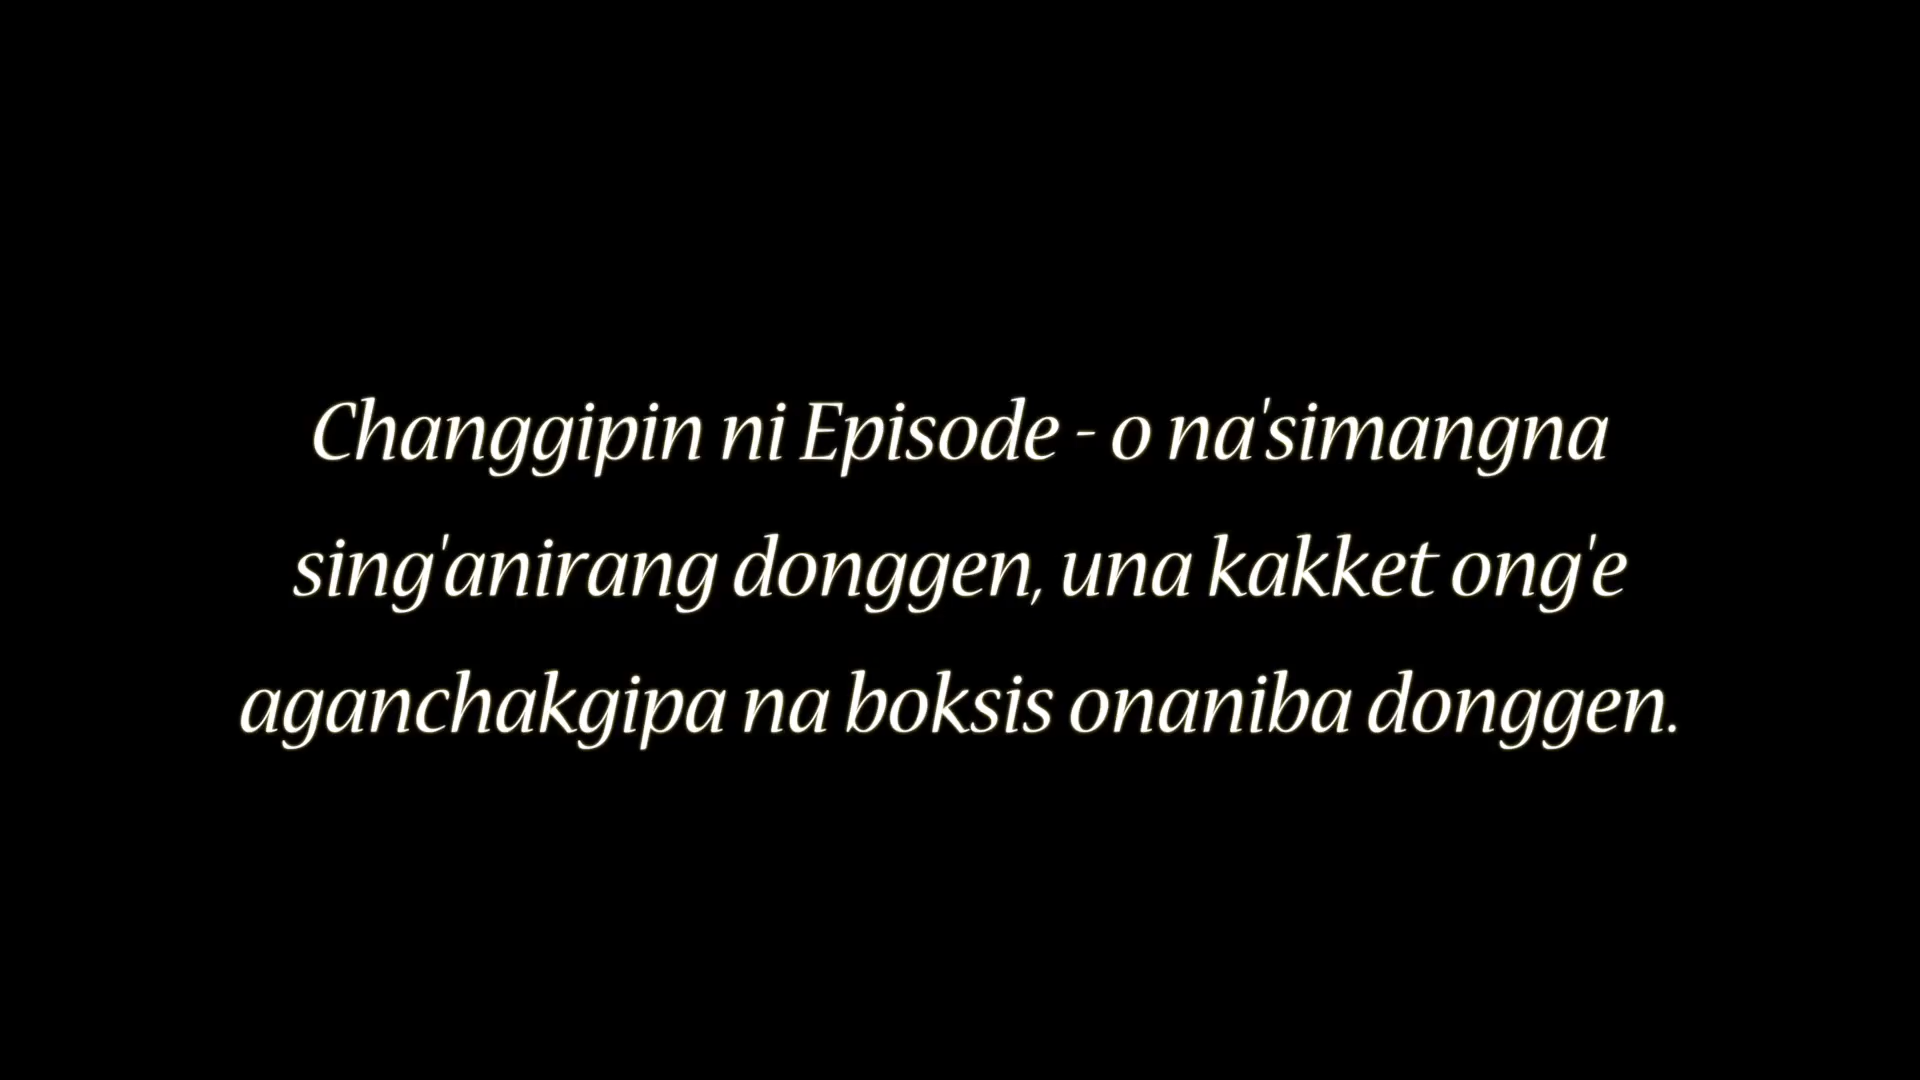 Changgipin ni Episode - o na'simangna
sing'anirang donggen, una kakket ong'e
aganchakgipa na boksis onaniba donggen.